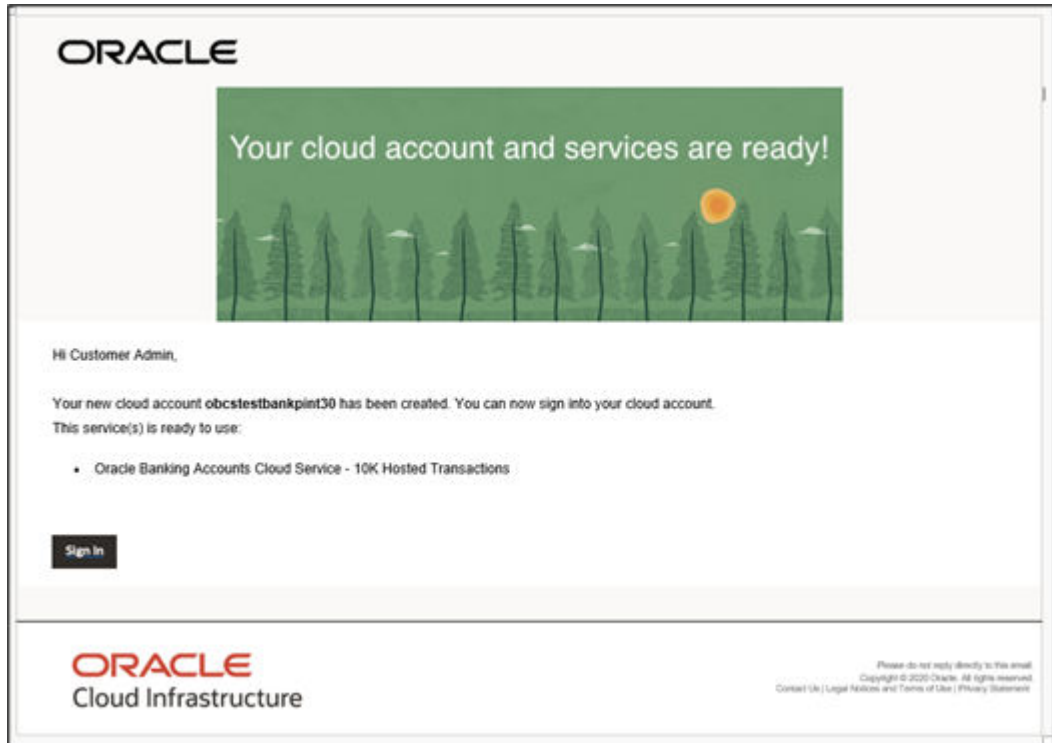 ORACLE
Your cloud account and services are ready!
Hi Customer Admin,
Your new cloud account obcstestbankpint30 has been created. You can now sign into your cloud account.
This service(s) is ready to use:
• Oracle Banking Accounts Cloud Service - 10K Hosted Transactions
Sign In
ORACLE
Cloud Infrastructure
Please do not reply directly to this email.
Copyright © 2020 Oracle. All rights reserved.
Contact Us | Legal Notices and Terms of Use | Privacy Statement